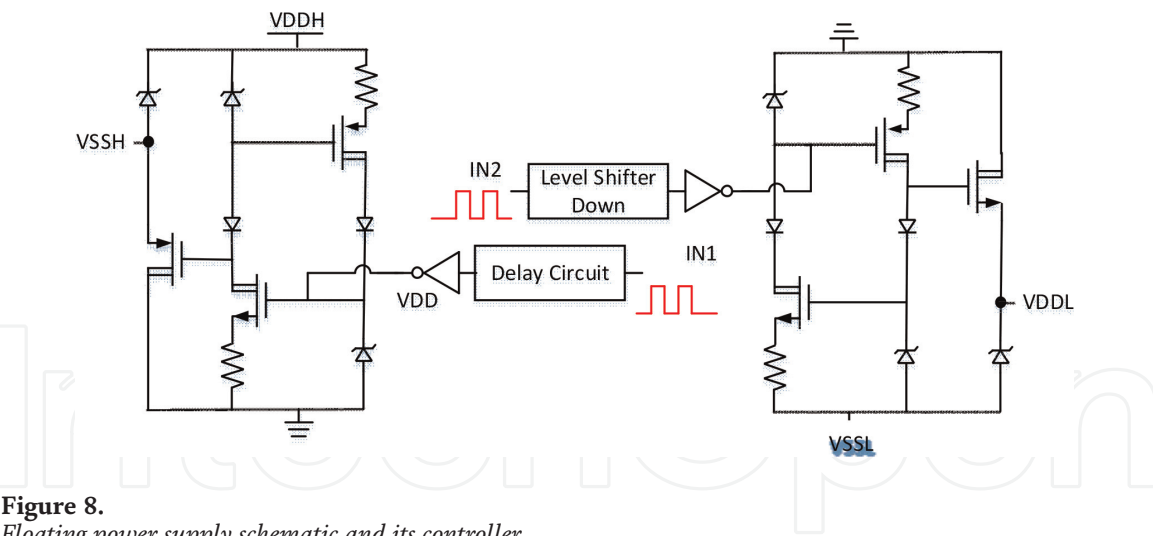 VDDH
VSSH
IN2
Level Shifter
Down
IN1
Delay Circuit
VDD
VDDL
VSSL
Figure 8.
Floating power supply schematic and its controller